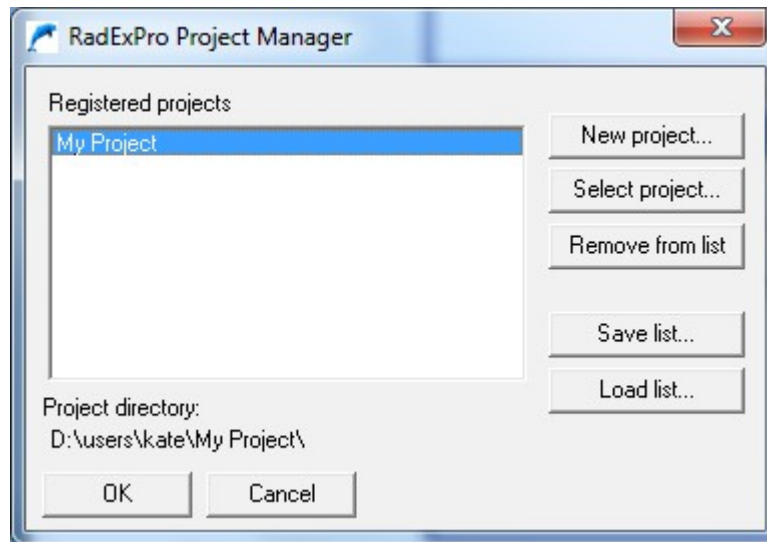 RadExPro Project Manager
Registered projects
My Project
New project...
Select project...
Remove from list
Save list...
Load list...
Project directory:
D:\users\kate\My Project\
OK
Cancel